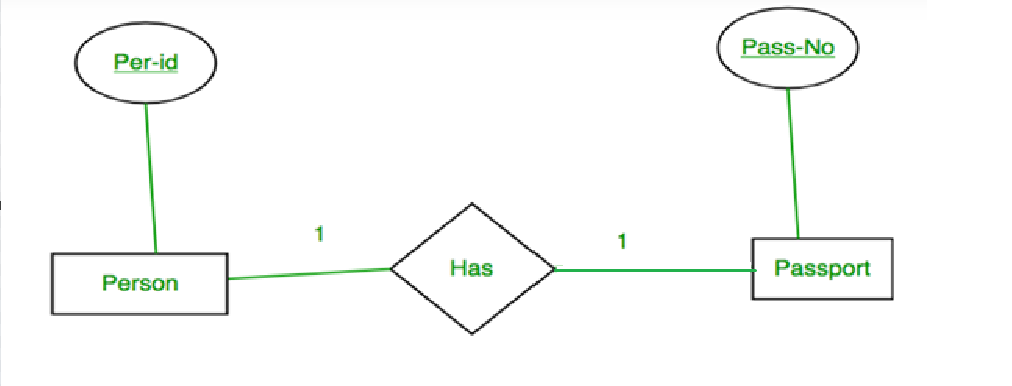 Per-id
Pass-No
1
1
Person
Has
Passport